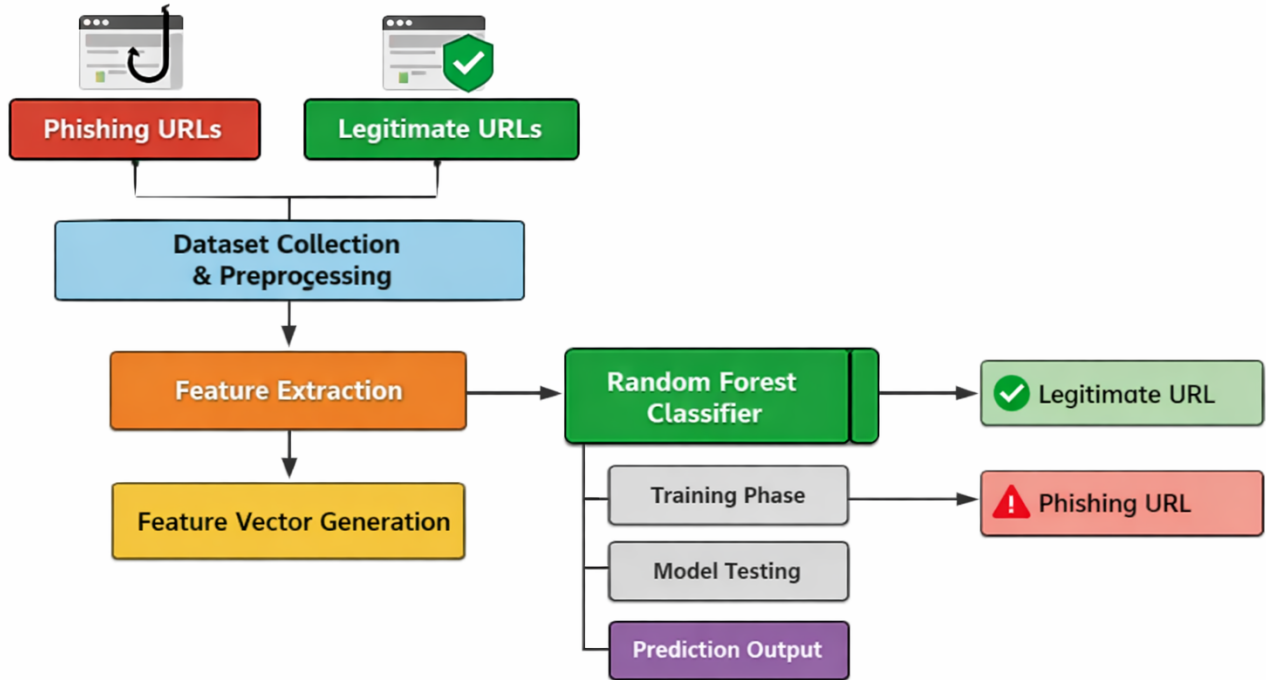 Phishing URLs
Legitimate URLs
Dataset Collection
& Preprocessing
Feature Extraction
Random Forest
Classifier
Legitimate URL
Feature Vector Generation
Training Phase
Phishing URL
Model Testing
Prediction Output